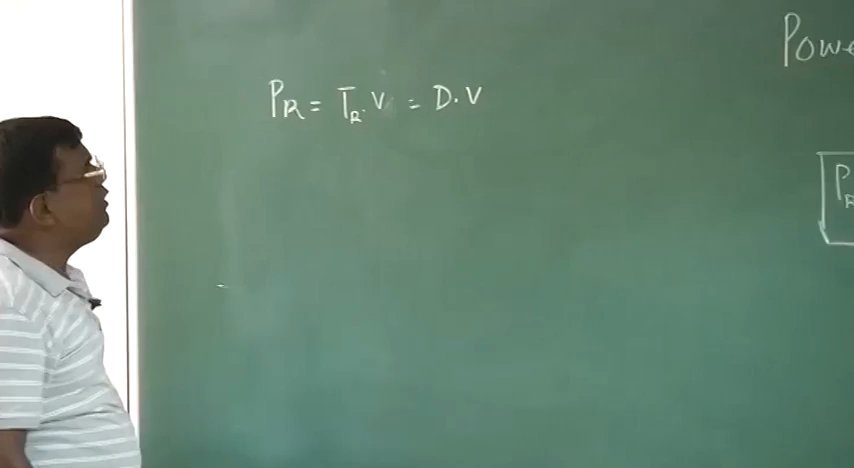 P_R = T_R . V = D . V
Powe
P_R